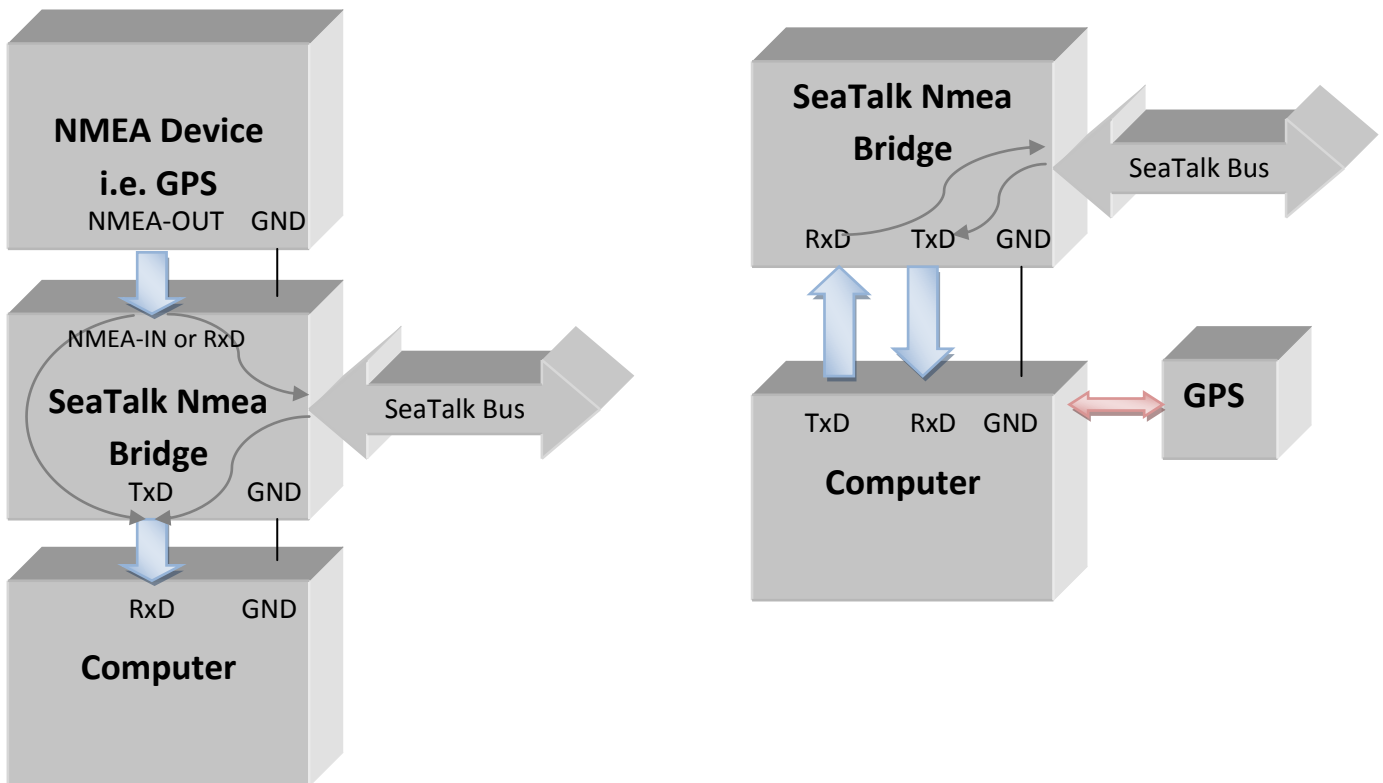 NMEA Device
i.e. GPS
NMEA-OUT GND
NMEA-IN or RxD
SeaTalk Nmea
Bridge
TxD GND
SeaTalk Bus
RxD GND
Computer
SeaTalk Nmea
Bridge
RxD TxD GND
SeaTalk Bus
TxD RxD GND
Computer
GPS